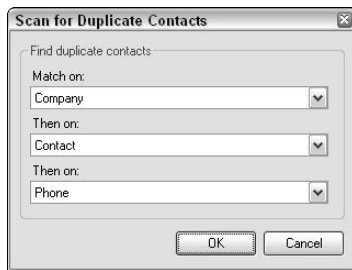 Scan for Duplicate Contacts
Find duplicate contacts
Match on:
Company
Then on:
Contact
Then on:
Phone
OK
Cancel